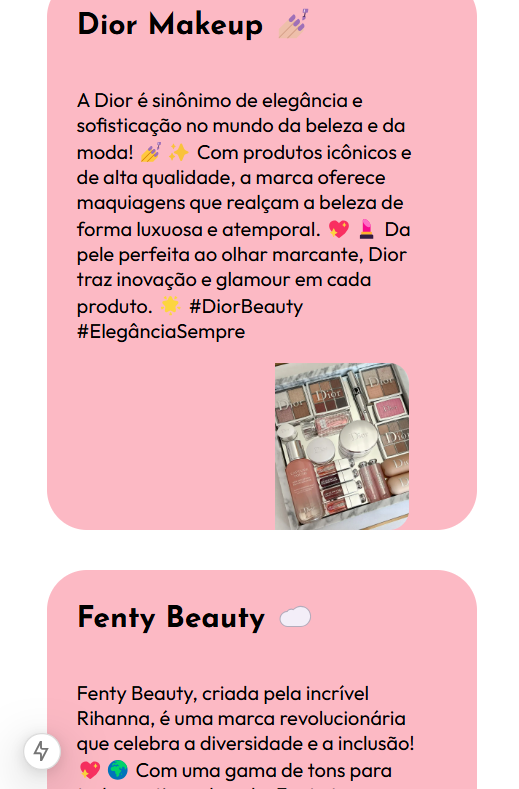 Dior Makeup 💅
A Dior é sinônimo de elegância e
sofisticação no mundo da beleza e da
moda! 💅 ✨ Com produtos icônicos e
de alta qualidade, a marca oferece
maquiagens que realçam a beleza de
forma luxuosa e atemporal. 💖 💄 Da
pele perfeita ao olhar marcante, Dior
traz inovação e glamour em cada
produto. 🌟 #DiorBeauty
#ElegânciaSempre
Dior
Dior
Dior
Dior
Dior
Fenty Beauty ☁️
Fenty Beauty, criada pela incrível
Rihanna, é uma marca revolucionária
que celebra a diversidade e a inclusão!
💖 🌍 Com uma gama de tons para